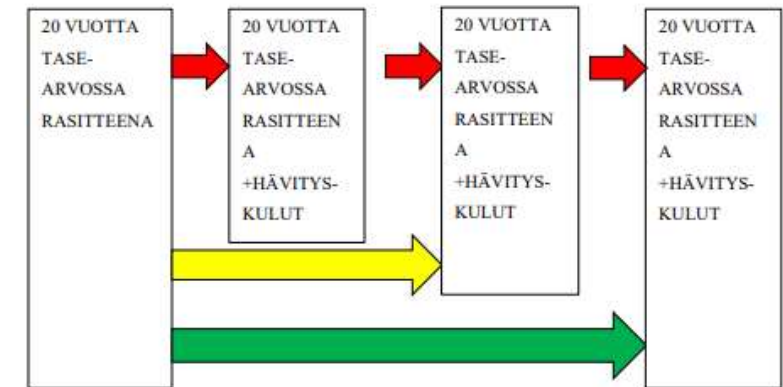 20 VUOTTA
TASE-
ARVOSSA
RASITTEENA
20 VUOTTA
TASE-
ARVOSSA
RASITTEEN
A
+HÄVITYS-
KULUT
20 VUOTTA
TASE-
ARVOSSA
RASITTEEN
A
+HÄVITYS-
KULUT
20 VUOTTA
TASE-
ARVOSSA
RASITTEEN
A
+HÄVITYS-
KULUT